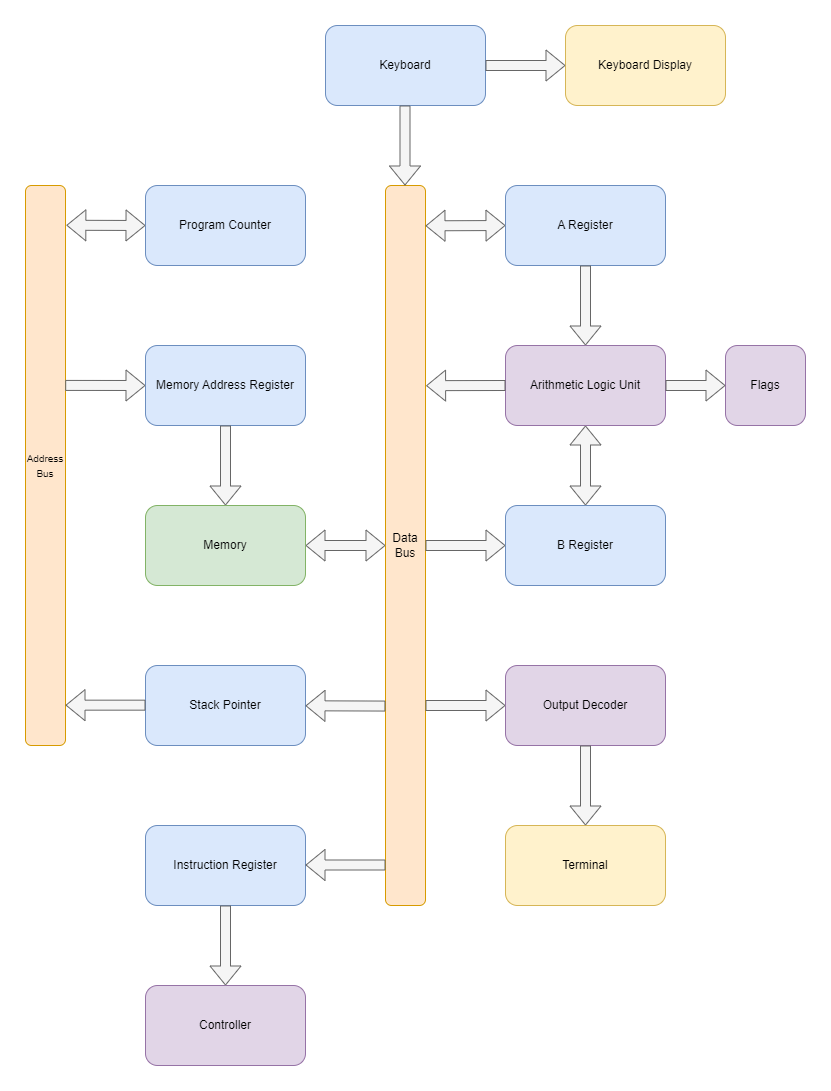 Keyboard
Keyboard Display
Program Counter
A Register
Memory Address Register
Arithmetic Logic Unit
Flags
Address
Bus
Memory
Data
Bus
B Register
Stack Pointer
Output Decoder
Instruction Register
Terminal
Controller